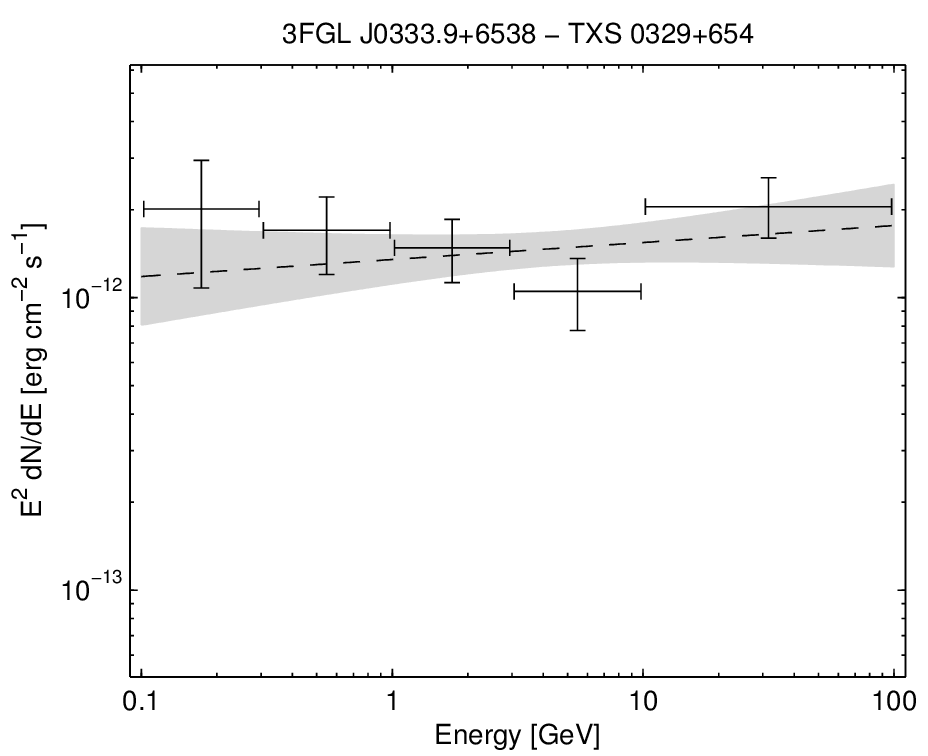 3FGL J0333.9+6538 − TXS 0329+654
E² dN/dE [erg cm⁻² s⁻¹]
10⁻¹²
10⁻¹³
0.1 1 10 100
Energy [GeV]